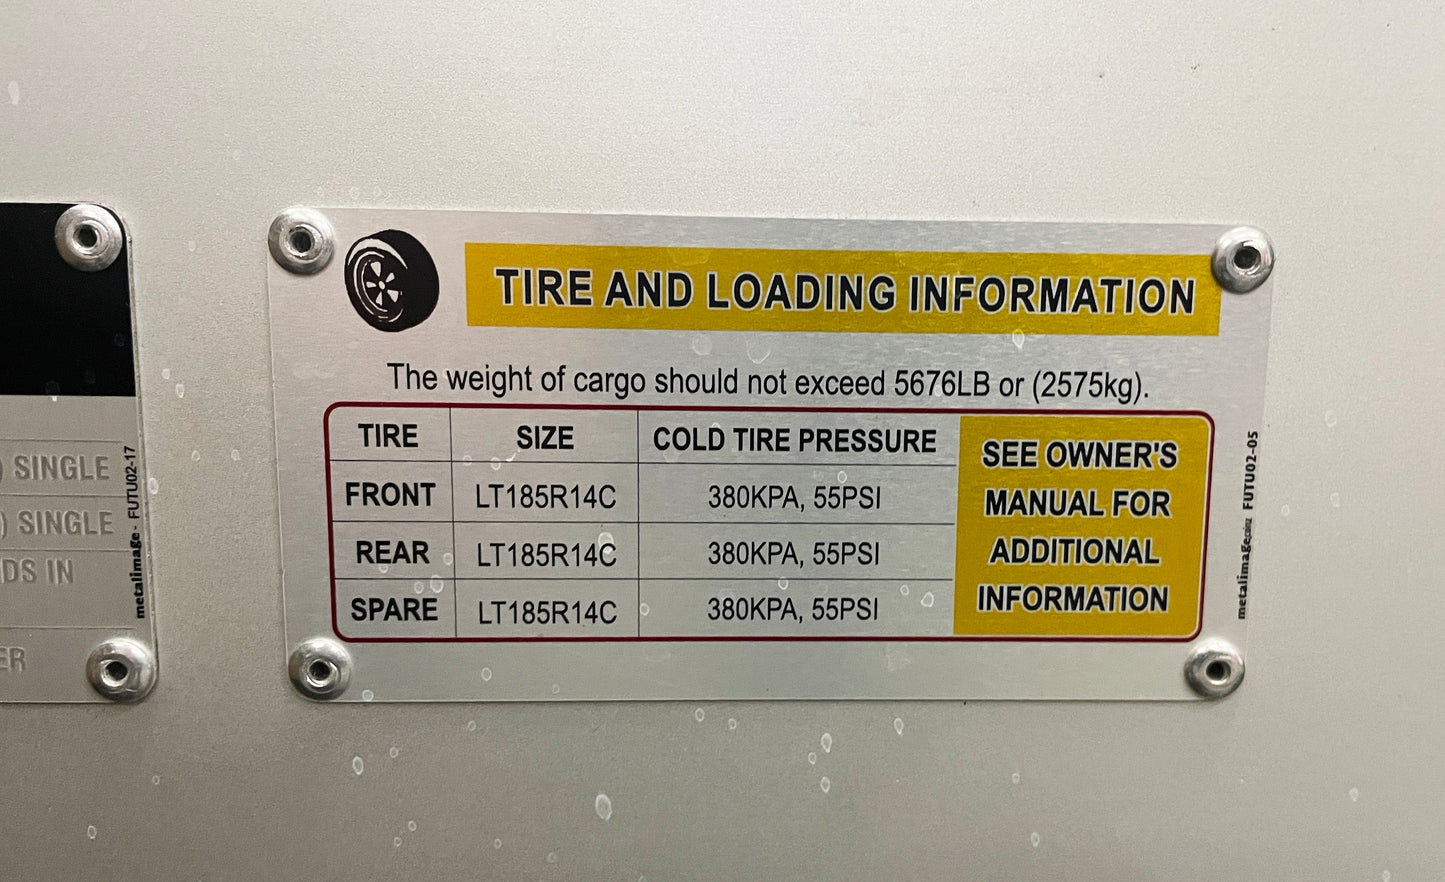 TIRE AND LOADING INFORMATION
The weight of cargo should not exceed 5676LB or (2575kg).
TIRE SIZE COLD TIRE PRESSURE
FRONT LT185R14C 380KPA, 55PSI
REAR LT185R14C 380KPA, 55PSI
SPARE LT185R14C 380KPA, 55PSI
SEE OWNER'S
MANUAL FOR
ADDITIONAL
INFORMATION
metalimage FUTU02-05
) SINGLE
) SINGLE
DS IN
ER
metalimage - FUTU02-17